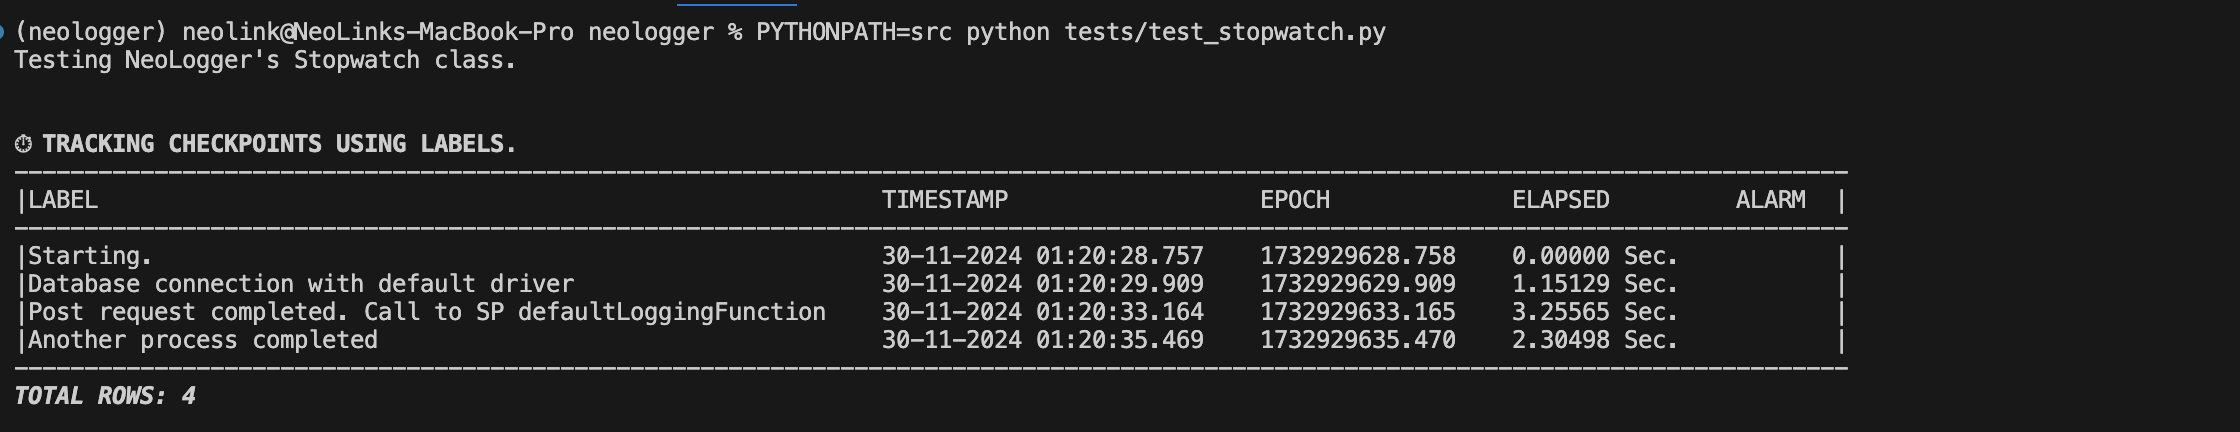 (neologger) neolink@NeoLinks-MacBook-Pro neologger % PYTHONPATH=src python tests/test_stopwatch.py
Testing NeoLogger's Stopwatch class.
⏱ TRACKING CHECKPOINTS USING LABELS.
|LABEL TIMESTAMP EPOCH ELAPSED ALARM |
|Starting. 30-11-2024 01:20:28.757 1732929628.758 0.00000 Sec. |
|Database connection with default driver 30-11-2024 01:20:29.909 1732929629.909 1.15129 Sec. |
|Post request completed. Call to SP defaultLoggingFunction 30-11-2024 01:20:33.164 1732929633.165 3.25565 Sec. |
|Another process completed 30-11-2024 01:20:35.469 1732929635.470 2.30498 Sec. |
TOTAL ROWS: 4